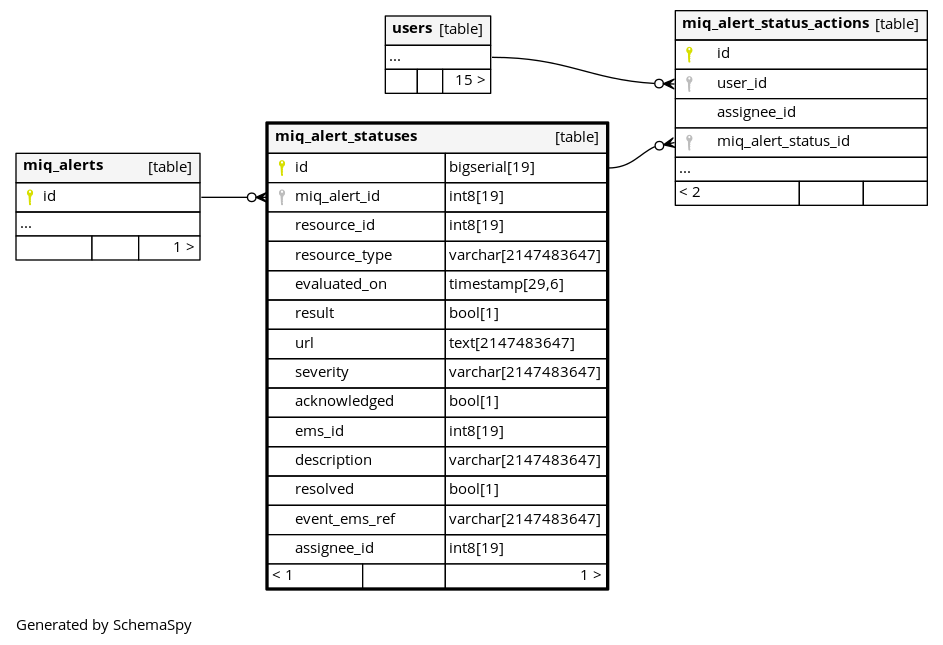 users [table]
...
15 >
miq_alert_status_actions [table]
id
user_id
assignee_id
miq_alert_status_id
...
< 2
miq_alerts [table]
id
...
1 >
miq_alert_statuses [table]
id bigserial[19]
miq_alert_id int8[19]
resource_id int8[19]
resource_type varchar[2147483647]
evaluated_on timestamp[29,6]
result bool[1]
url text[2147483647]
severity varchar[2147483647]
acknowledged bool[1]
ems_id int8[19]
description varchar[2147483647]
resolved bool[1]
event_ems_ref varchar[2147483647]
assignee_id int8[19]
< 1 1 >
Generated by SchemaSpy